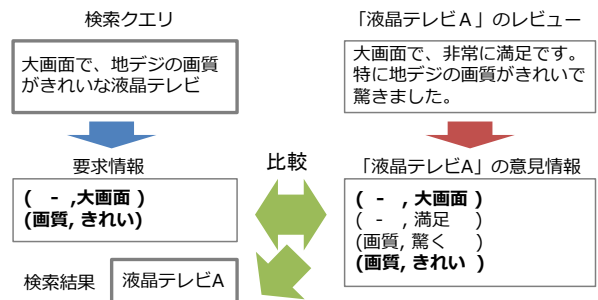 検索クエリ
大画面で、地デジの画質
がきれいな液晶テレビ
「液晶テレビA」のレビュー
大画面で、非常に満足です。
特に地デジの画質がきれいで
驚きました。
要求情報
( - ,大画面 )
(画質, きれい)
比較
「液晶テレビA」の意見情報
( - , 大画面 )
( - , 満足 )
(画質, 驚く )
(画質, きれい )
検索結果
液晶テレビA